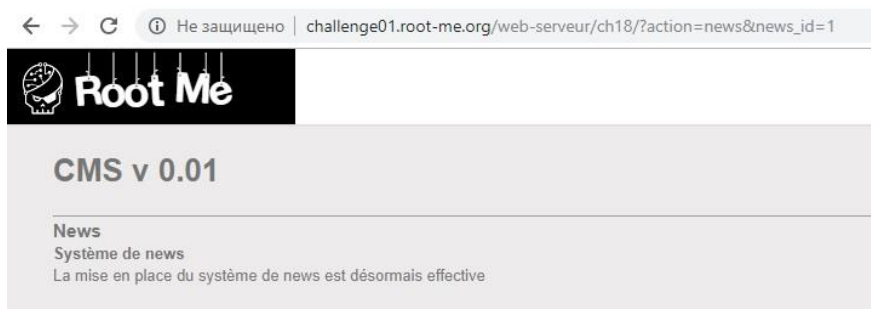 Не защищено | challenge01.root-me.org/web-serveur/ch18/?action=news&news_id=1
Root Me
CMS v 0.01
News
Système de news
La mise en place du système de news est désormais effective